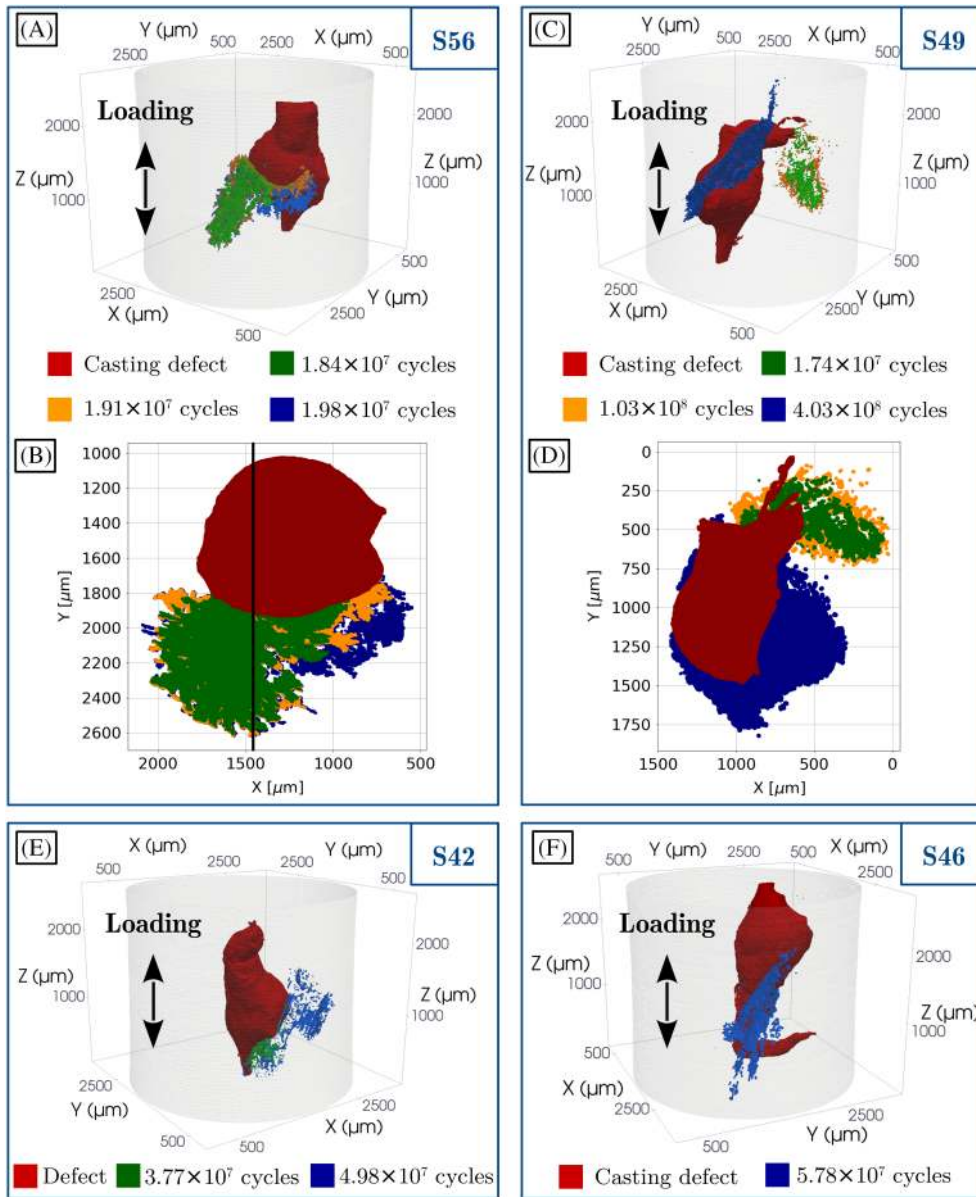 (A)
S56
Y (μm)
X (μm)
2500
500
2500
500
Loading
2000
2000
Z (μm)
Z (μm)
1000
1000
2500
500
X (μm)
Y (μm)
2500
500
Casting defect
1.84×10⁷ cycles
1.91×10⁷ cycles
1.98×10⁷ cycles
(B)
1000
1200
1400
1600
1800
2000
2200
2400
2600
Y [μm]
2000
1500
1000
500
X [μm]
(C)
S49
Y (μm)
X (μm)
2500
500
2500
500
Loading
2000
2000
Z (μm)
Z (μm)
1000
1000
2500
500
X (μm)
Y (μm)
2500
500
Casting defect
1.74×10⁷ cycles
1.03×10⁸ cycles
4.03×10⁸ cycles
(D)
0
250
500
750
1000
1250
1500
1750
Y [μm]
1500
1000
500
0
X [μm]
(E)
S42
X (μm)
Y (μm)
500
2500
2500
500
Loading
2000
2000
Z (μm)
Z (μm)
1000
1000
2500
2500
Y (μm)
X (μm)
500
500
Defect
3.77×10⁷ cycles
4.98×10⁷ cycles
(F)
S46
Y (μm)
X (μm)
500
2500
500
2500
Loading
2000
2000
Z (μm)
Z (μm)
1000
1000
500
X (μm)
2500
2500
Y (μm)
500
Casting defect
5.78×10⁷ cycles